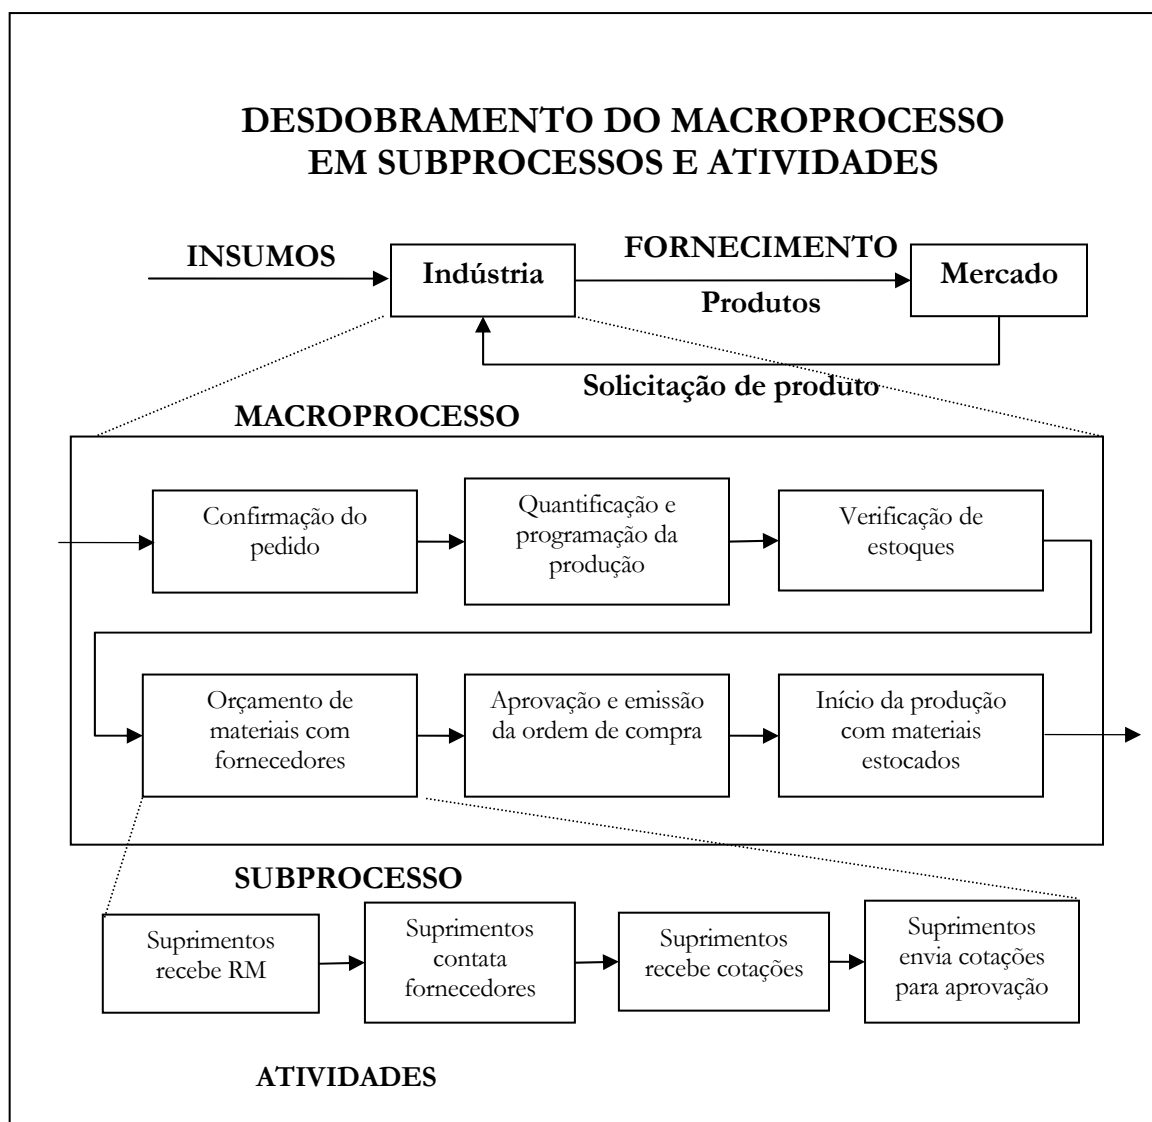 DESDOBRAMENTO DO MACROPROCESSO
EM SUBPROCESSOS E ATIVIDADES
INSUMOS
Indústria
FORNECIMENTO
Produtos
Mercado
Solicitação de produto
MACROPROCESSO
Confirmação do
pedido
Quantificação e
programação da
produção
Verificação de
estoques
Orçamento de
materiais com
fornecedores
Aprovação e emissão
da ordem de compra
Início da produção
com materiais
estocados
SUBPROCESSO
Suprimentos
recebe RM
Suprimentos
contata
fornecedores
Suprimentos
recebe cotações
Suprimentos
envia cotações
para aprovação
ATIVIDADES